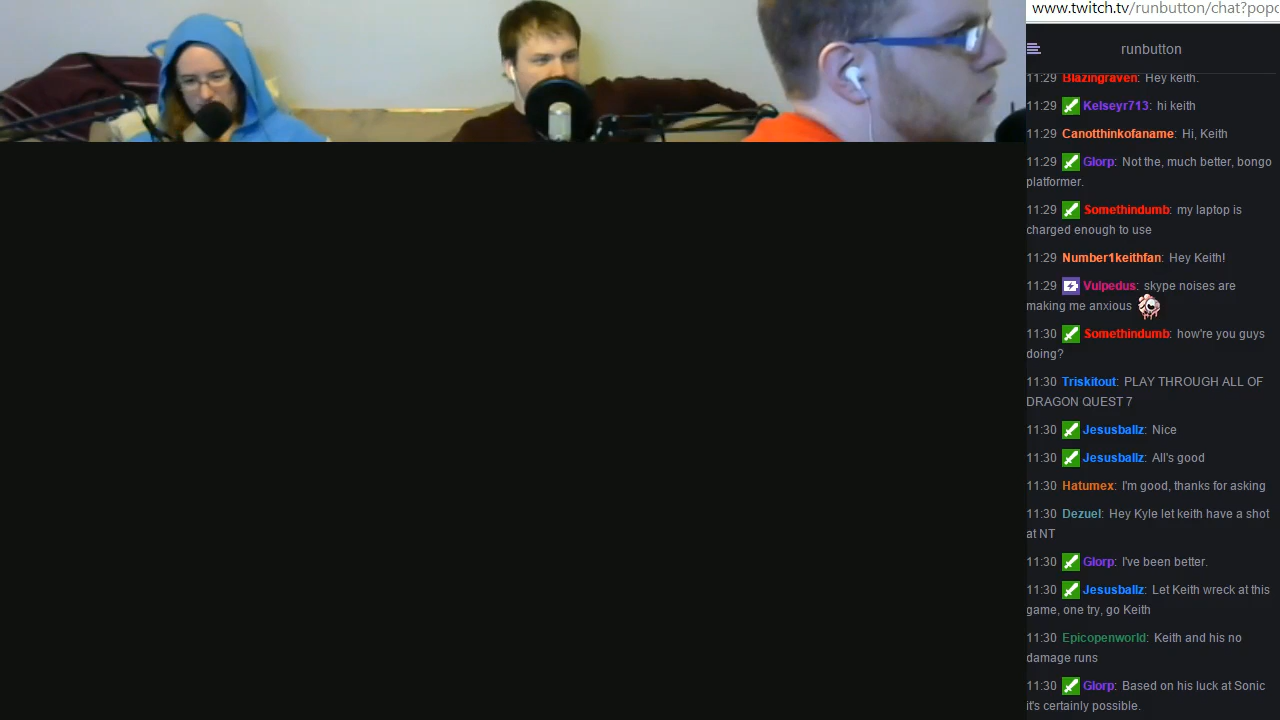 www.twitch.tv/runbutton/chat?popo
runbutton
11:29 Blazingraven: Hey keith.
11:29 Kelseyr713: hi keith
11:29 Canotthinkofaname: Hi, Keith
11:29 Glorp: Not the, much better, bongo
platformer.
11:29 Somethindumb: my laptop is
charged enough to use
11:29 Number1keithfan: Hey Keith!
11:29 Vulpedus: skype noises are
making me anxious
11:30 Somethindumb: how're you guys
doing?
11:30 Triskitout: PLAY THROUGH ALL OF
DRAGON QUEST 7
11:30 Jesusballz: Nice
11:30 Jesusballz: All's good
11:30 Hatumex: I'm good, thanks for asking
11:30 Dezuel: Hey Kyle let keith have a shot
at NT
11:30 Glorp: I've been better.
11:30 Jesusballz: Let Keith wreck at this
game, one try, go Keith
11:30 Epicopenworld: Keith and his no
damage runs
11:30 Glorp: Based on his luck at Sonic
it's certainly possible.